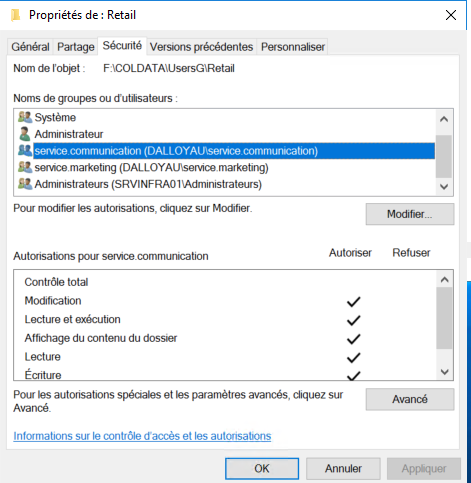 Propriétés de : Retail
Général Partage Sécurité Versions précédentes Personnaliser
Nom de l'objet : F:\COLDATA\UsersG\Retail
Noms de groupes ou d'utilisateurs :
Système
Administrateur
service.communication (DALLOYAU\service.communication)
service.marketing (DALLOYAU\service.marketing)
Administrateurs (SRVINFRA01\Administrateurs)
Pour modifier les autorisations, cliquez sur Modifier.
Modifier...
Autorisations pour service.communication Autoriser Refuser
Contrôle total
Modification
Lecture et exécution
Affichage du contenu du dossier
Lecture
Écriture
Pour les autorisations spéciales et les paramètres avancés, cliquez sur
Avancé.
Avancé
Informations sur le contrôle d'accès et les autorisations
OK Annuler Appliquer